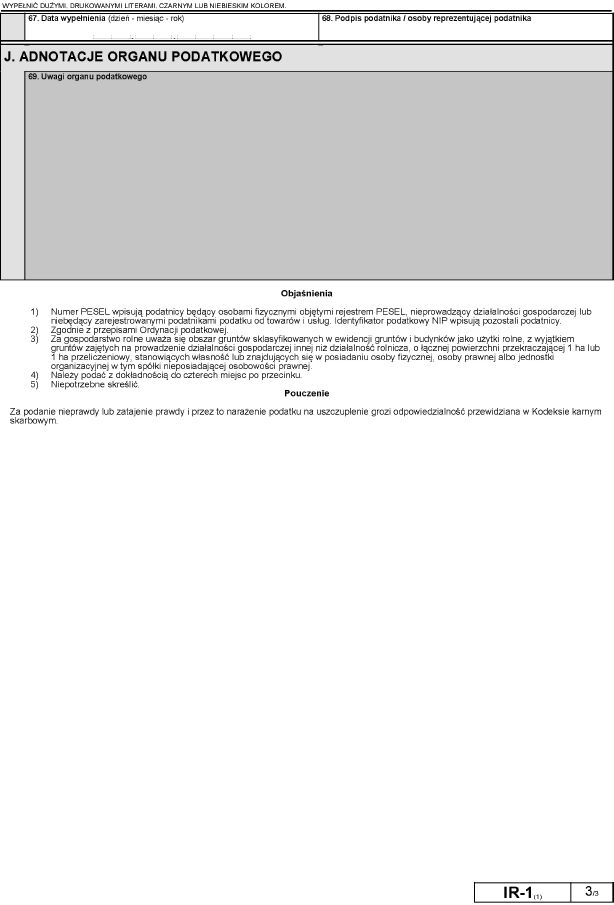 WYPEŁNIĆ DUŻYMI, DRUKOWANYMI LITERAMI, CZARNYM LUB NIEBIESKIM KOLOREM.
67. Data wypełnienia (dzień - miesiąc - rok)
68. Podpis podatnika / osoby reprezentującej podatnika
J. ADNOTACJE ORGANU PODATKOWEGO
69. Uwagi organu podatkowego
Objaśnienia
1) Numer PESEL wpisują podatnicy będący osobami fizycznymi objętymi rejestrem PESEL, nieprowadzący działalności gospodarczej lub
niebędący zarejestrowanymi podatnikami podatku od towarów i usług. Identyfikator podatkowy NIP wpisują pozostali podatnicy.
2) Zgodnie z przepisami Ordynacji podatkowej.
3) Za gospodarstwo rolne uważa się obszar gruntów sklasyfikowanych w ewidencji gruntów i budynków jako użytki rolne, z wyjątkiem
gruntów zajętych na prowadzenie działalności gospodarczej innej niż działalność rolnicza, o łącznej powierzchni przekraczającej 1 ha lub
1 ha przeliczeniowy, stanowiących własność lub znajdujących się w posiadaniu osoby fizycznej, osoby prawnej albo jednostki
organizacyjnej w tym spółki nieposiadającej osobowości prawnej.
4) Należy podać z dokładnością do czterech miejsc po przecinku.
5) Niepotrzebne skreślić.
Pouczenie
Za podanie nieprawdy lub zatajenie prawdy i przez to narażenie podatku na uszczuplenie grozi odpowiedzialność przewidziana w Kodeksie karnym
skarbowym.
IR-1(1) 3/3